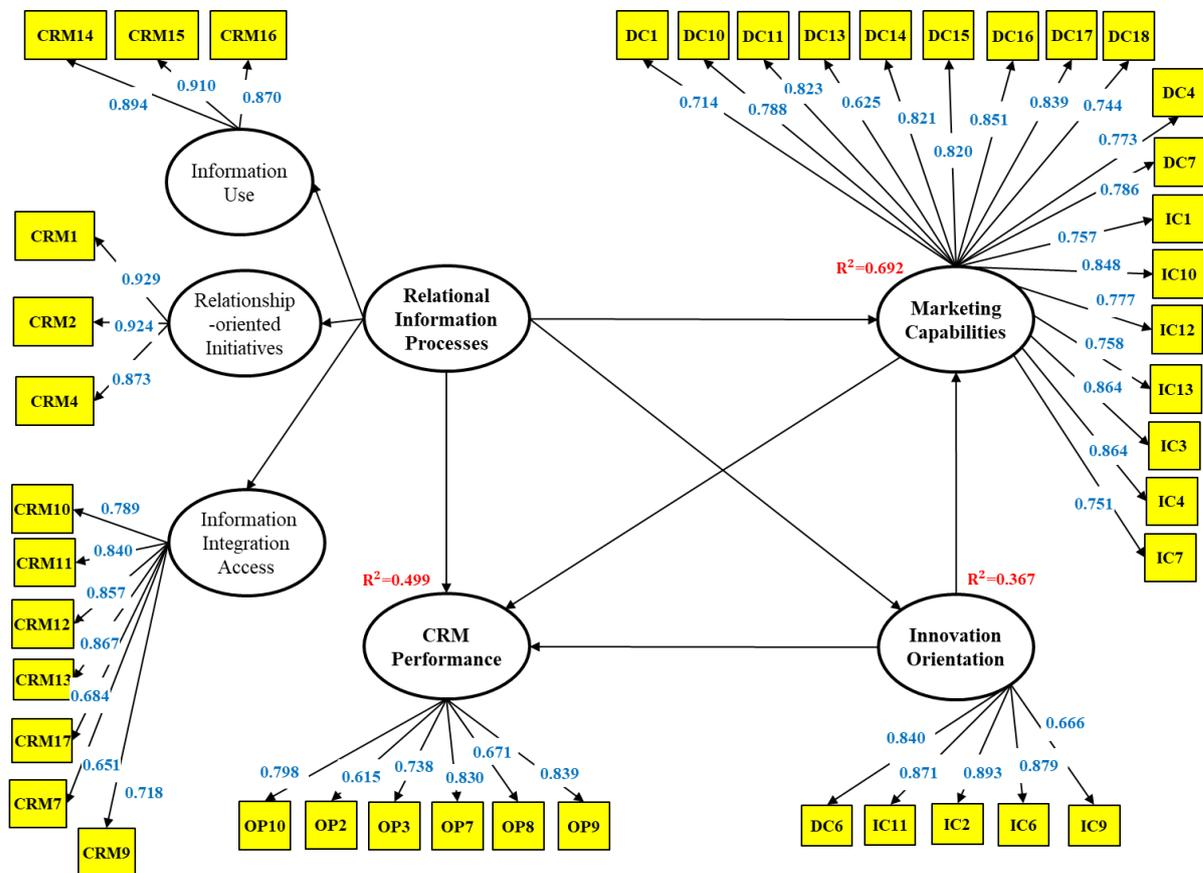 CRM14
CRM15
CRM16
0.894
0.910
0.870
Information
Use
CRM1
CRM2
CRM4
0.929
0.924
0.873
Relationship
-oriented
Initiatives
Relational
Information
Processes
CRM10
CRM11
CRM12
CRM13
CRM17
CRM7
CRM9
0.789
0.840
0.857
0.867
0.684
0.651
0.718
Information
Integration
Access
DC1
DC10
DC11
DC13
DC14
DC15
DC16
DC17
DC18
0.714
0.788
0.823
0.625
0.821
0.820
0.851
0.839
0.744
DC4
DC7
IC1
IC10
IC12
IC13
IC3
IC4
IC7
0.773
0.786
0.757
0.848
0.777
0.758
0.864
0.864
0.751
R²=0.692
Marketing
Capabilities
R²=0.499
CRM
Performance
0.798
0.615
0.738
0.830
0.671
0.839
OP10
OP2
OP3
OP7
OP8
OP9
R²=0.367
Innovation
Orientation
0.840
0.871
0.893
0.879
0.666
DC6
IC11
IC2
IC6
IC9